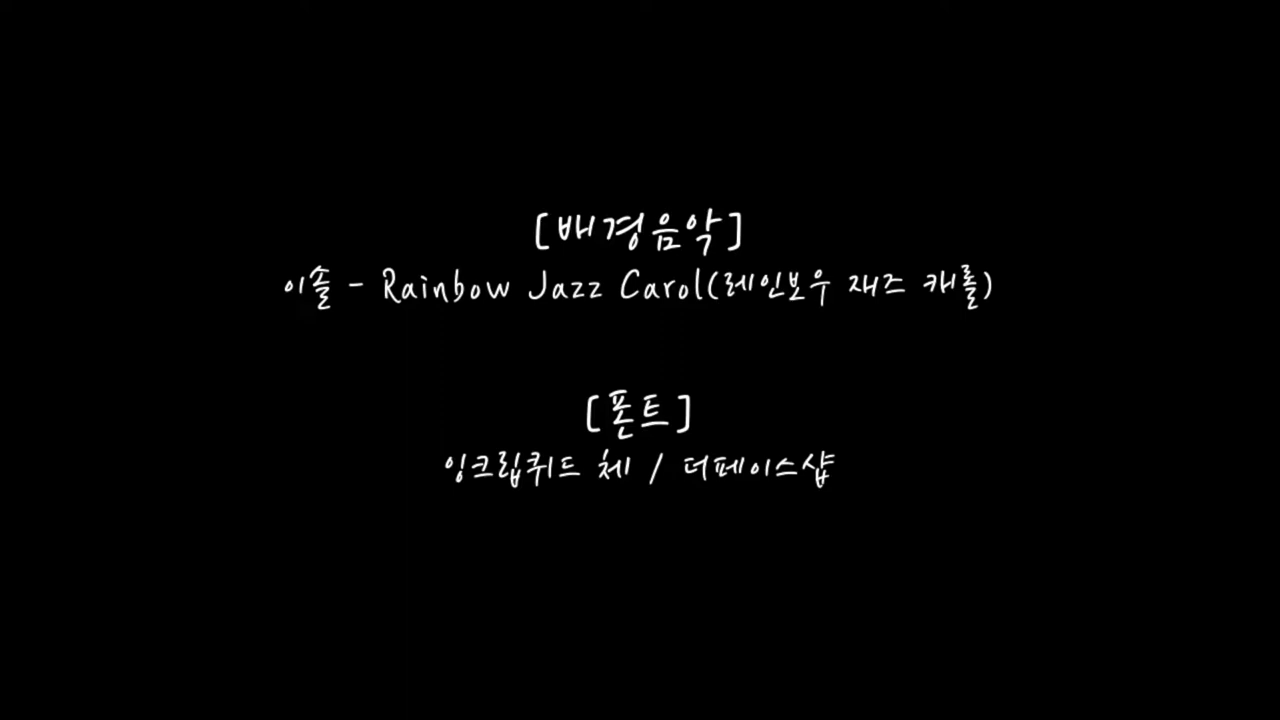 [배경음악]
이솔 - Rainbow Jazz Carol(레인보우 재즈 캐롤)
[폰트]
잉크립퀴드 체 / 더페이스샵